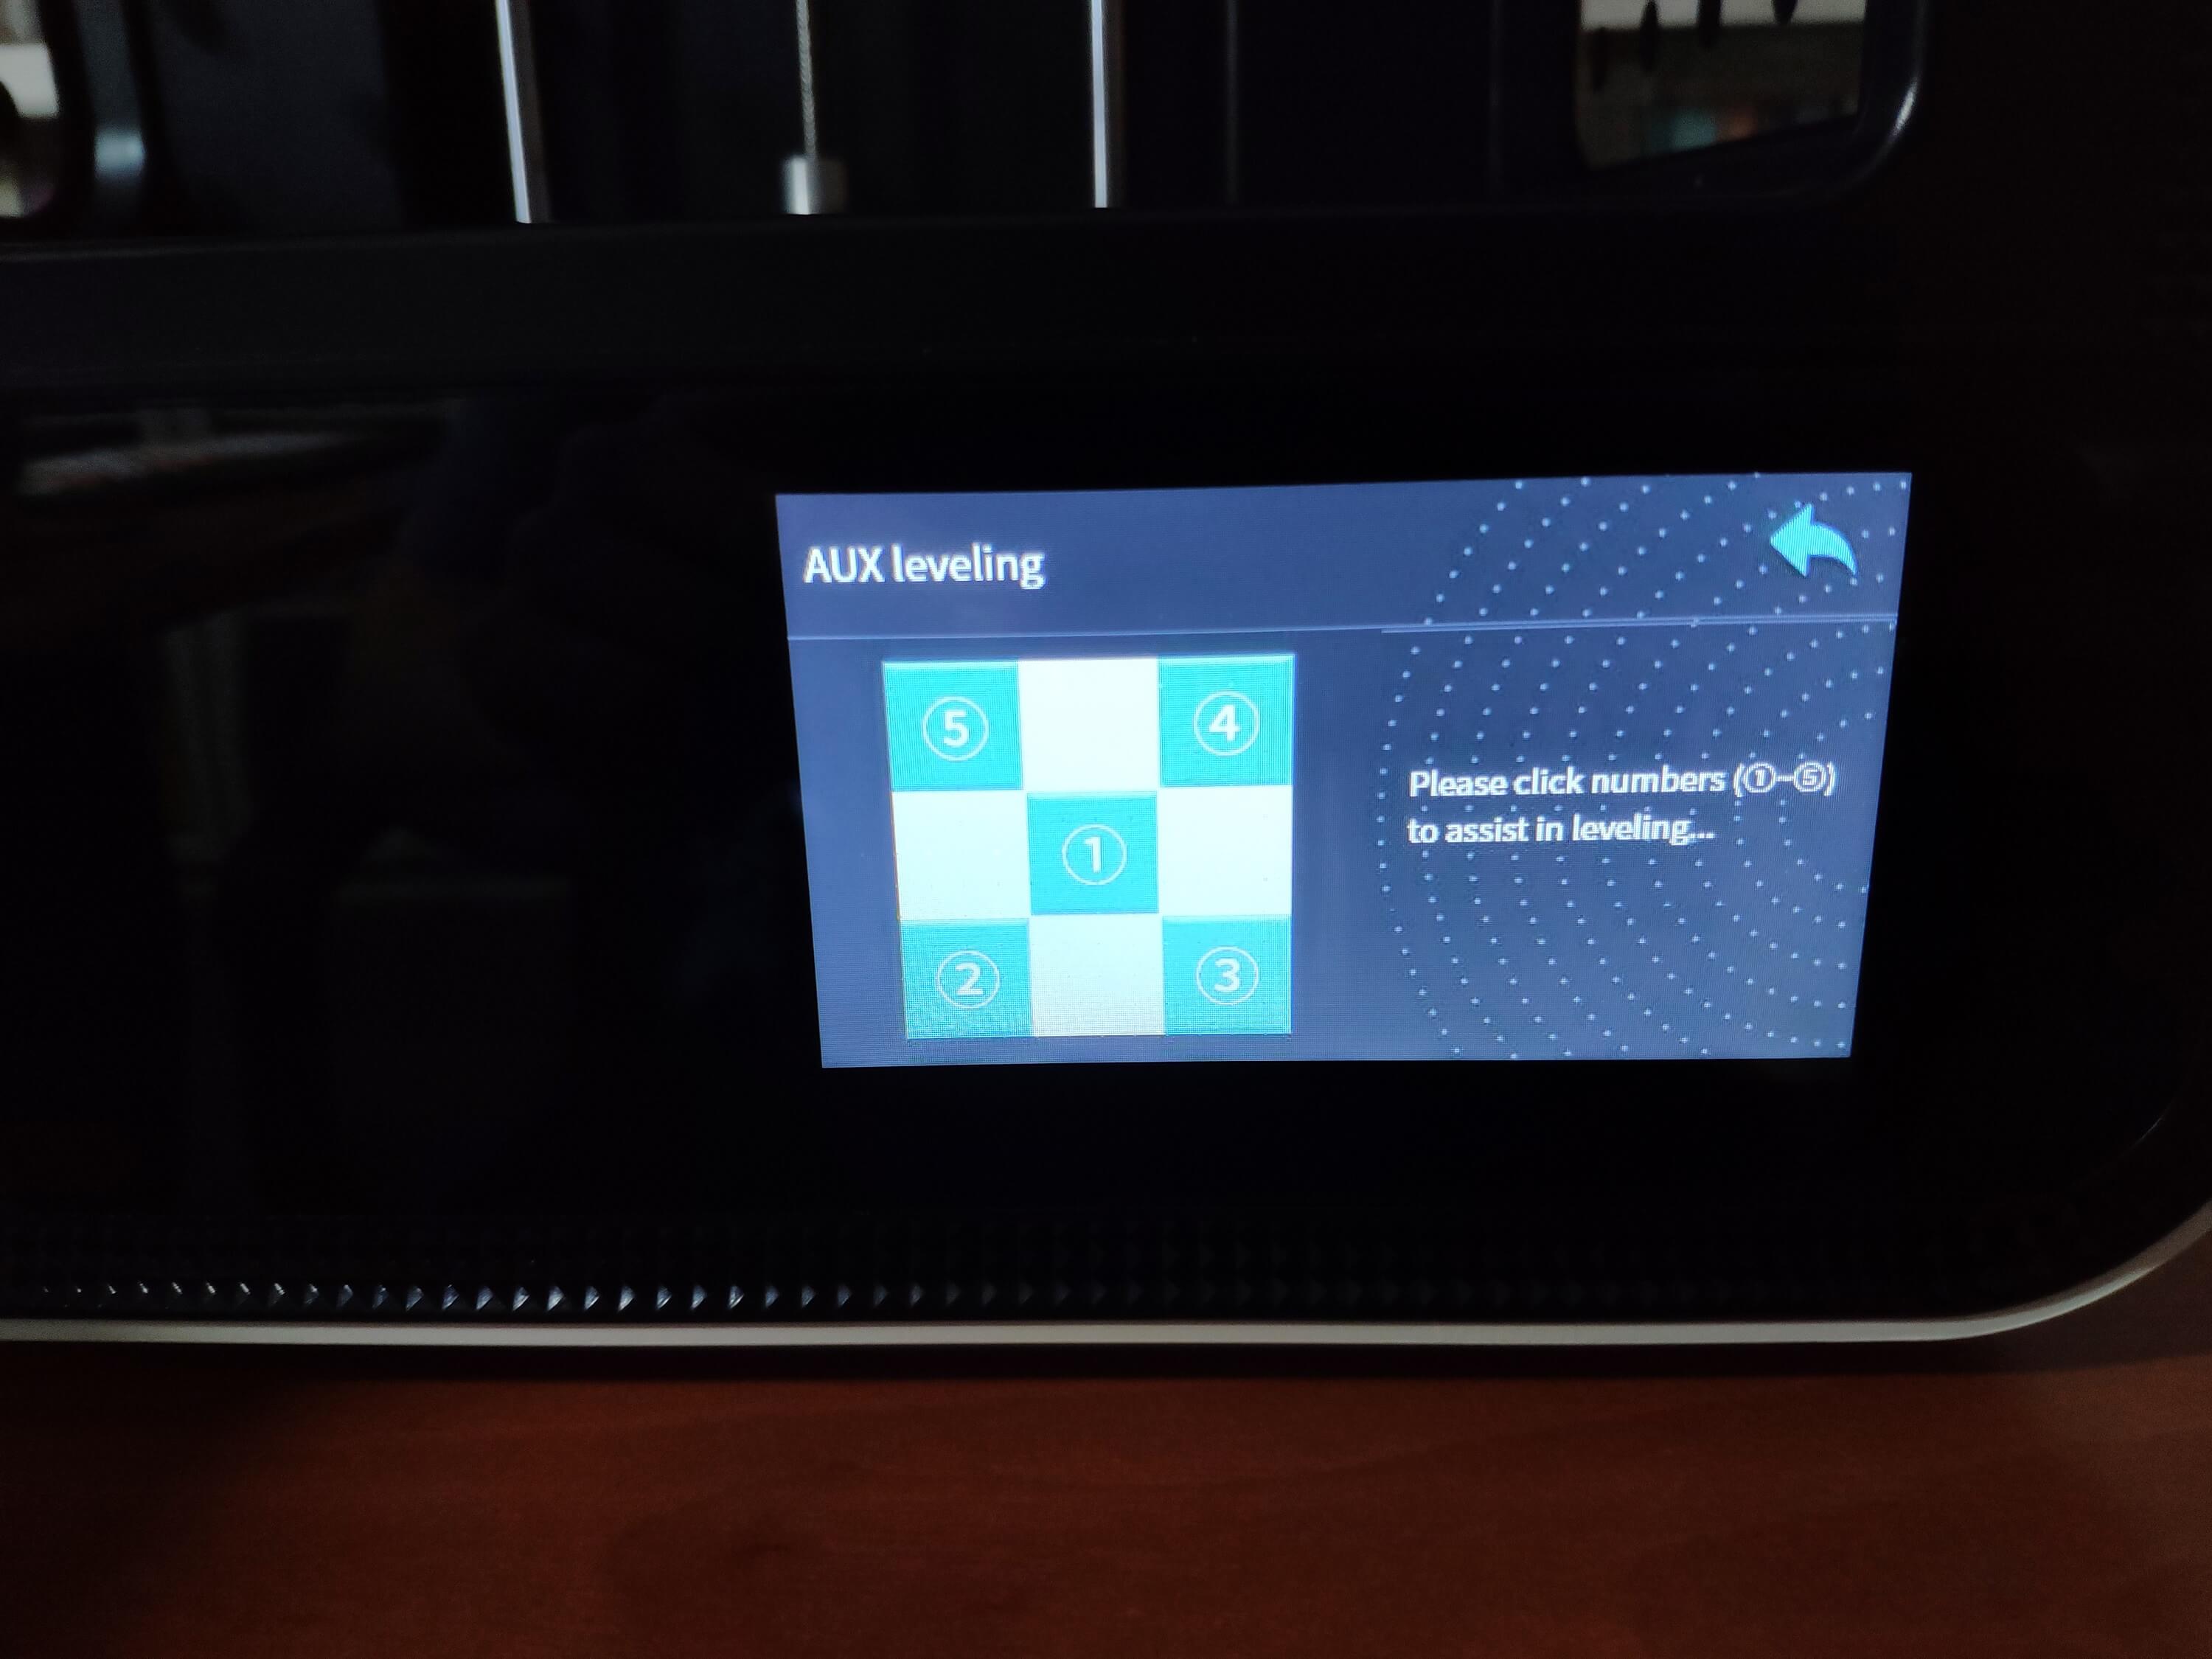 AUX leveling
⑤ ④
①
② ③
Please click numbers (①-⑤)
to assist in leveling...